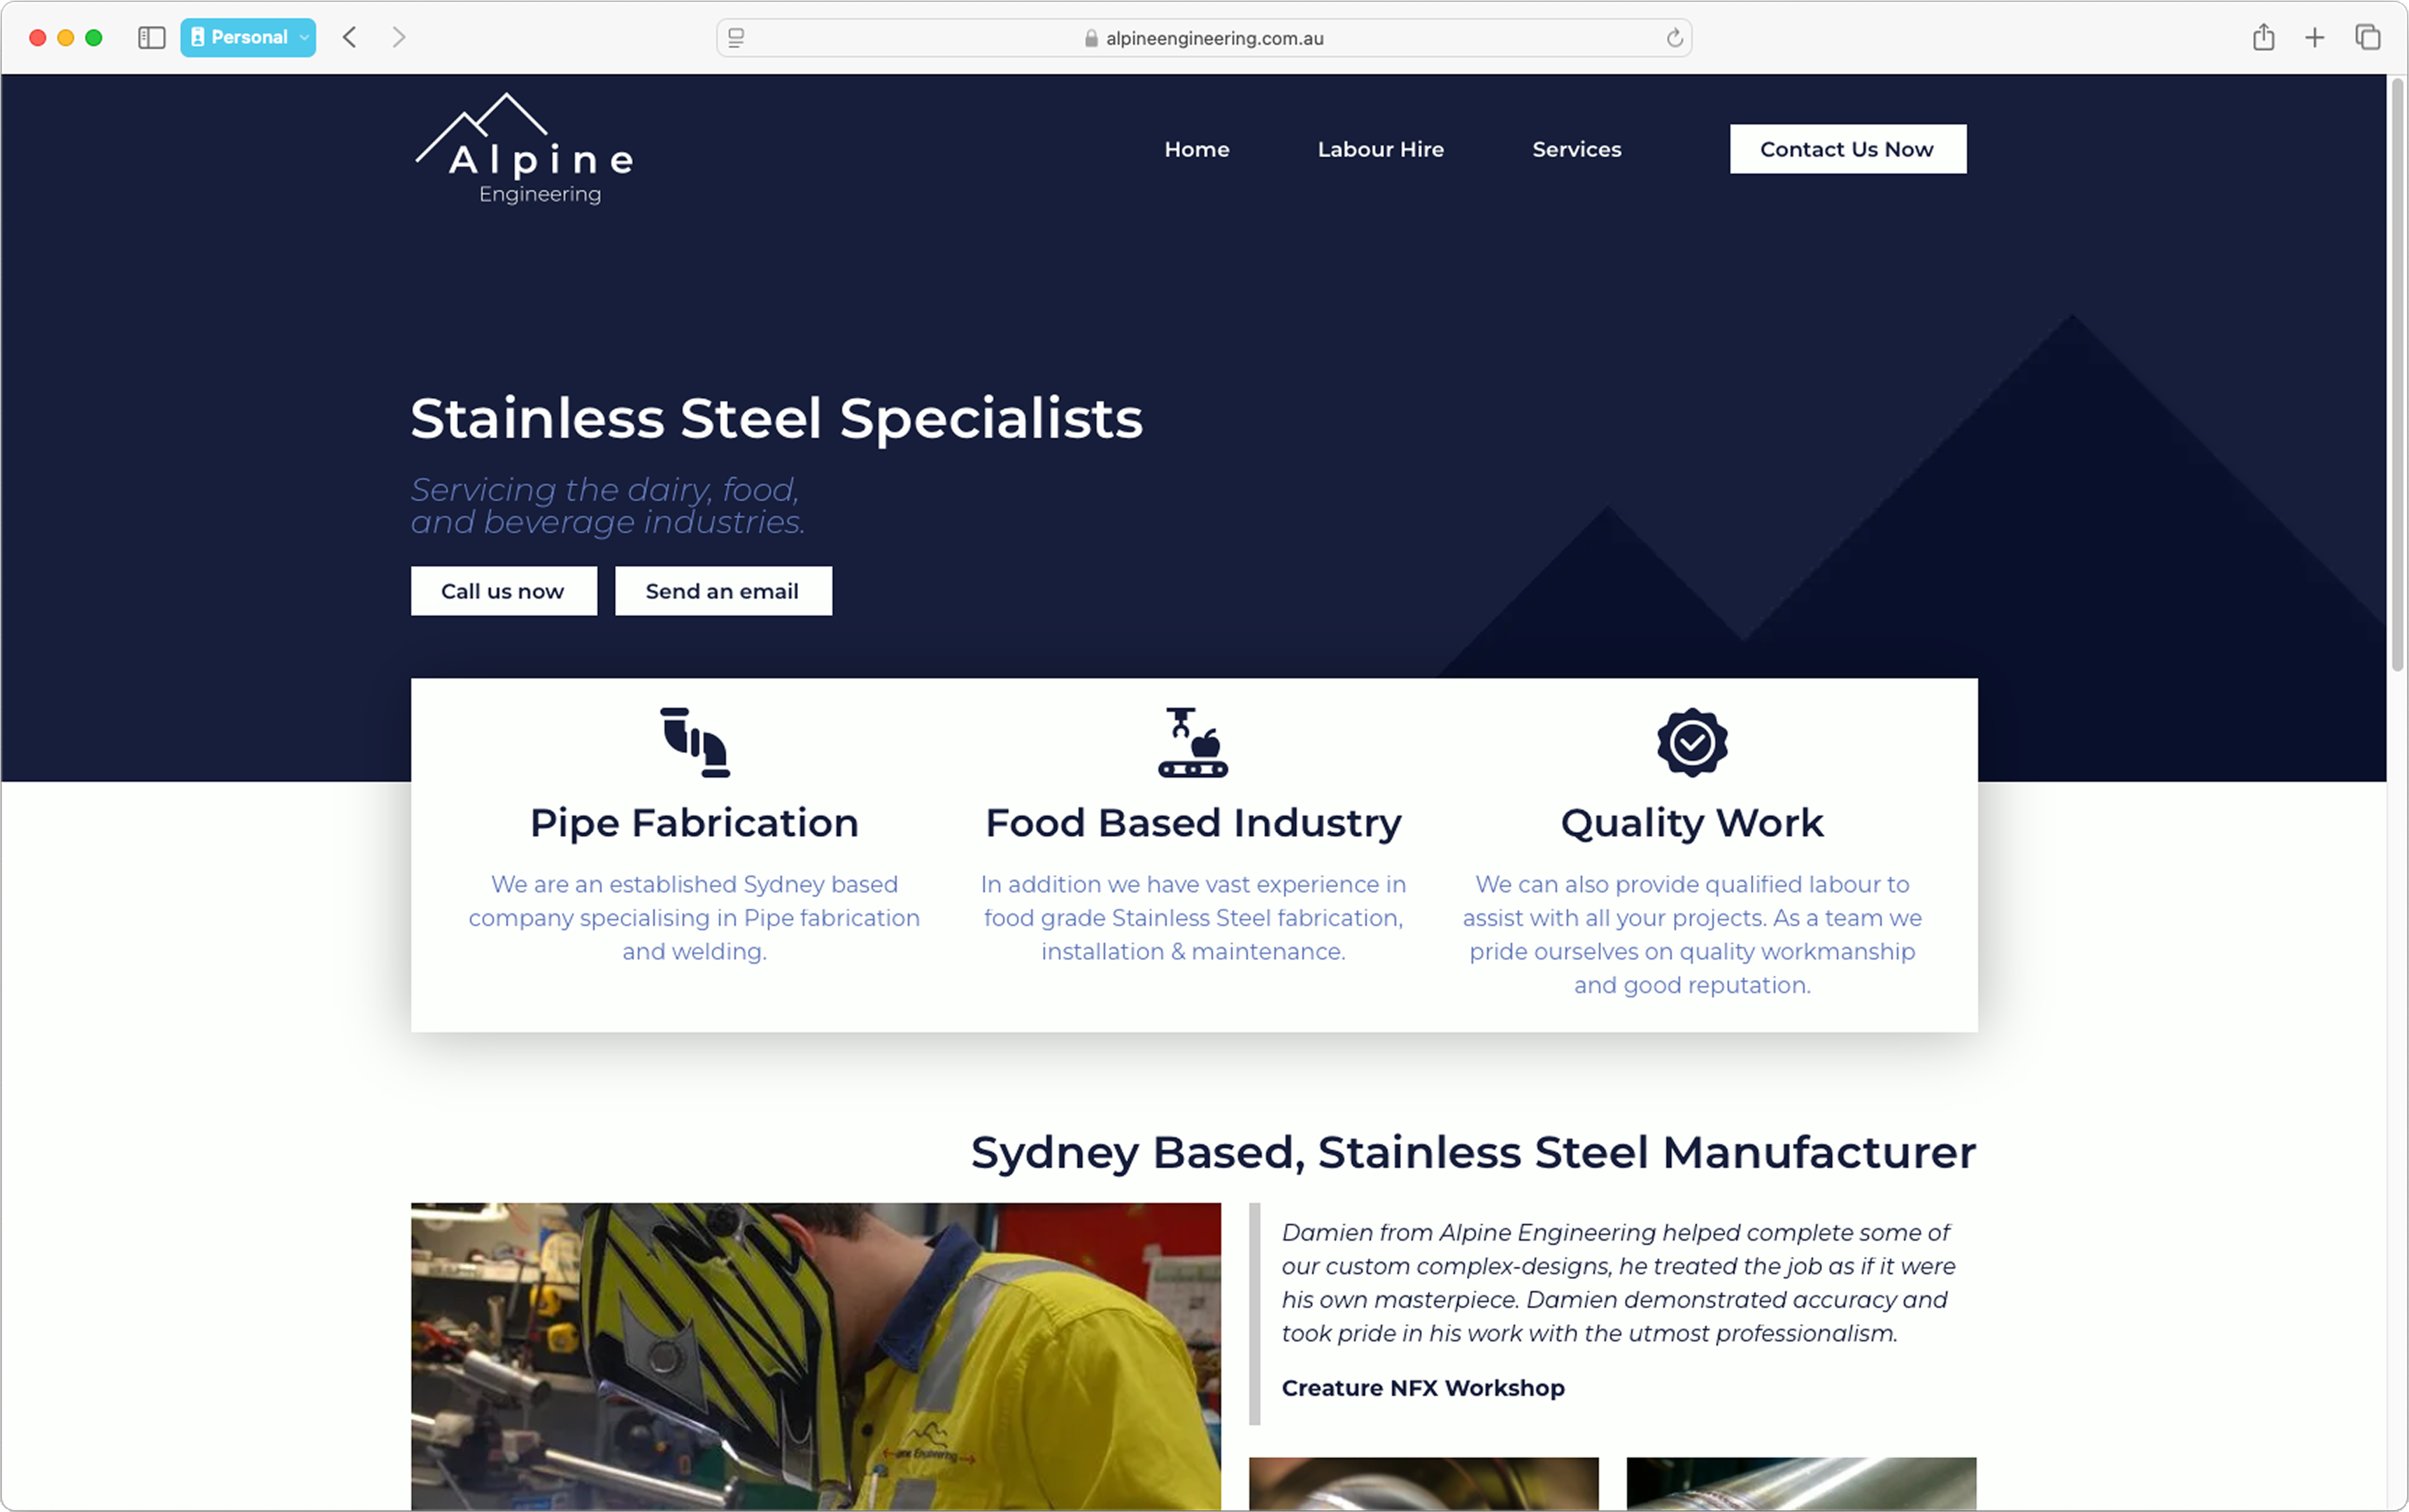 Personal
alpineengineering.com.au
Alpine
Engineering
Home
Labour Hire
Services
Contact Us Now
Stainless Steel Specialists
Servicing the dairy, food,
and beverage industries.
Call us now
Send an email
Pipe Fabrication
We are an established Sydney based
company specialising in Pipe fabrication
and welding.
Food Based Industry
In addition we have vast experience in
food grade Stainless Steel fabrication,
installation & maintenance.
Quality Work
We can also provide qualified labour to
assist with all your projects. As a team we
pride ourselves on quality workmanship
and good reputation.
Sydney Based, Stainless Steel Manufacturer
Damien from Alpine Engineering helped complete some of
our custom complex-designs, he treated the job as if it were
his own masterpiece. Damien demonstrated accuracy and
took pride in his work with the utmost professionalism.
Creature NFX Workshop
Engineering